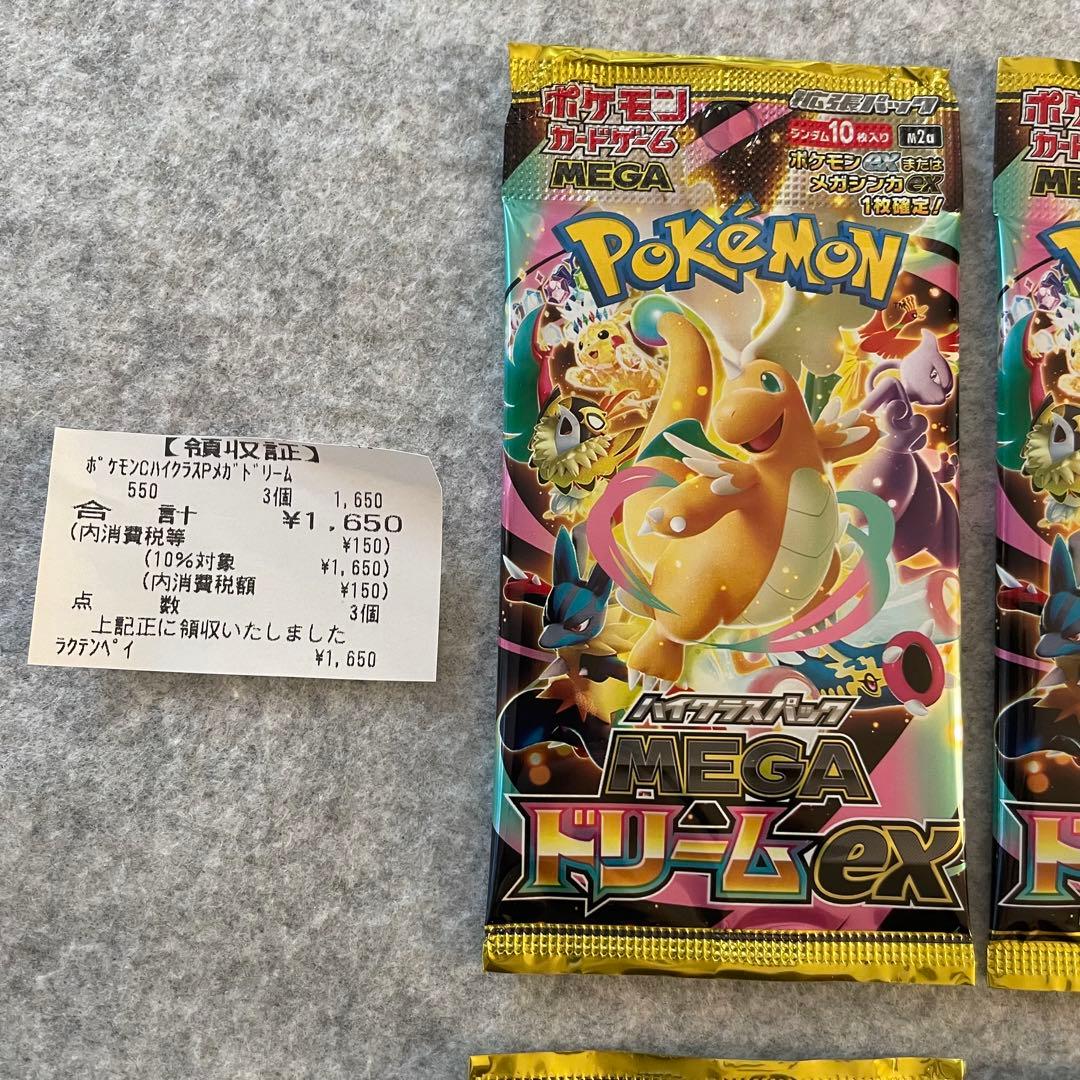 【領収証】
ポケモンCハイクラスPメガドリーム
550 3個 1,650
合 計 ¥1,650
(内消費税等 ¥150)
(10%対象 ¥1,650)
(内消費税額 ¥150)
点 数 3個
上記正に領収いたしました
ラクテンペイ ¥1,650
ポケモン
カードゲーム
MEGA
拡張パック
ランダム10枚入り m2a
ポケモンexまたは
メガシンカex
1枚確定!
POKéMON
ハイクラスパック
MEGA
ドリームex
ポケ
カード
ME